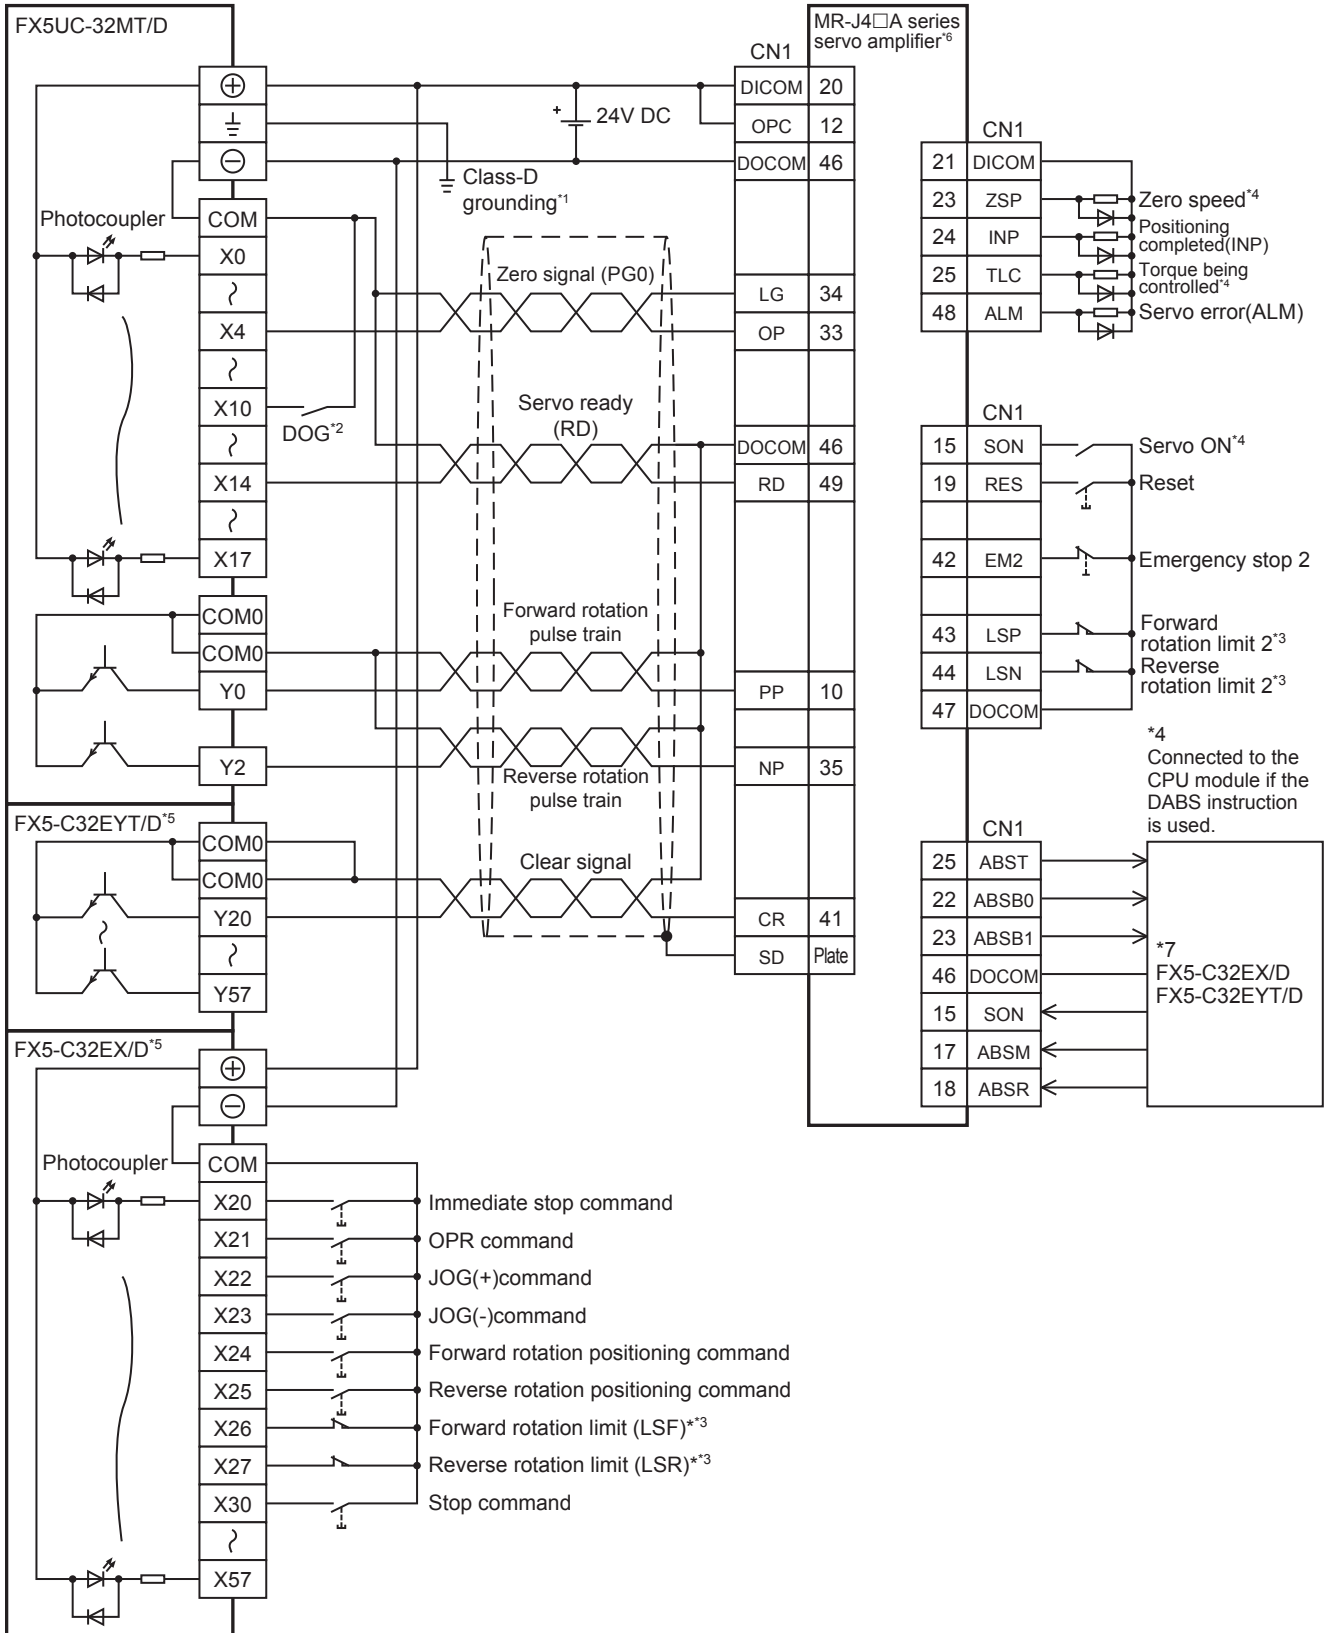 FX5UC-32MT/D
MR-J4□A series
servo amplifier*6
CN1
DICOM 20
OPC 12
DOCOM 46
+
24V DC
Class-D
grounding*1
Photocoupler
COM
X0
X4
X10
X14
X17
DOG*2
Zero signal (PG0)
LG 34
OP 33
Servo ready
(RD)
DOCOM 46
RD 49
COM0
COM0
Y0
Y2
Forward rotation
pulse train
PP 10
Reverse rotation
pulse train
NP 35
FX5-C32EYT/D*5
COM0
COM0
Y20
Y57
Clear signal
CR 41
SD Plate
CN1
21 DICOM
23 ZSP Zero speed*4
24 INP Positioning
completed(INP)
25 TLC Torque being
controlled*4
48 ALM Servo error(ALM)
CN1
15 SON Servo ON*4
19 RES Reset
42 EM2 Emergency stop 2
43 LSP Forward
rotation limit 2*3
44 LSN Reverse
rotation limit 2*3
47 DOCOM
*4
Connected to the
CPU module if the
DABS instruction
is used.
CN1
25 ABST
22 ABSB0
23 ABSB1
46 DOCOM
15 SON
17 ABSM
18 ABSR
*7
FX5-C32EX/D
FX5-C32EYT/D
FX5-C32EX/D*5
Photocoupler
COM
X20 Immediate stop command
X21 OPR command
X22 JOG(+)command
X23 JOG(-)command
X24 Forward rotation positioning command
X25 Reverse rotation positioning command
X26 Forward rotation limit (LSF)**3
X27 Reverse rotation limit (LSR)**3
X30 Stop command
X57